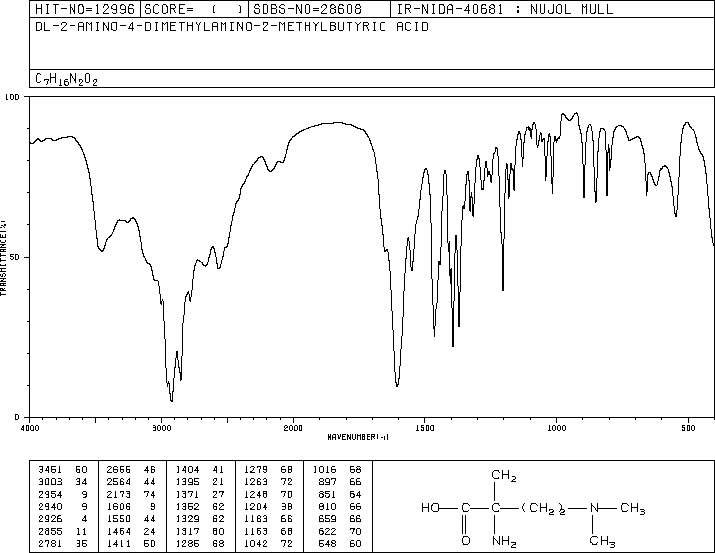 HIT-NO=12996 SCORE= ( ) SDBS-NO=28608 IR-NIDA-40681 : NUJOL MULL
DL-2-AMINO-4-DIMETHYLAMINO-2-METHYLBUTYRIC ACID
C7H16N2O2
100
50
0
TRANSMITTANCE(%)
4000 3000 2000 1500 1000 500
WAVENUMBER(-1)
3461 50 2666 46 1404 41 1279 68 1016 68
3003 34 2564 44 1395 21 1263 72 897 66
2954 9 2173 74 1371 27 1248 70 851 64
2940 9 1606 9 1352 62 1204 38 810 66
2926 4 1550 44 1329 62 1183 66 659 66
2855 11 1464 24 1317 60 1163 68 622 70
2781 35 1411 50 1285 68 1042 72 548 60
CH2
HO C C (CH2)2 N CH3
O NH2 CH3